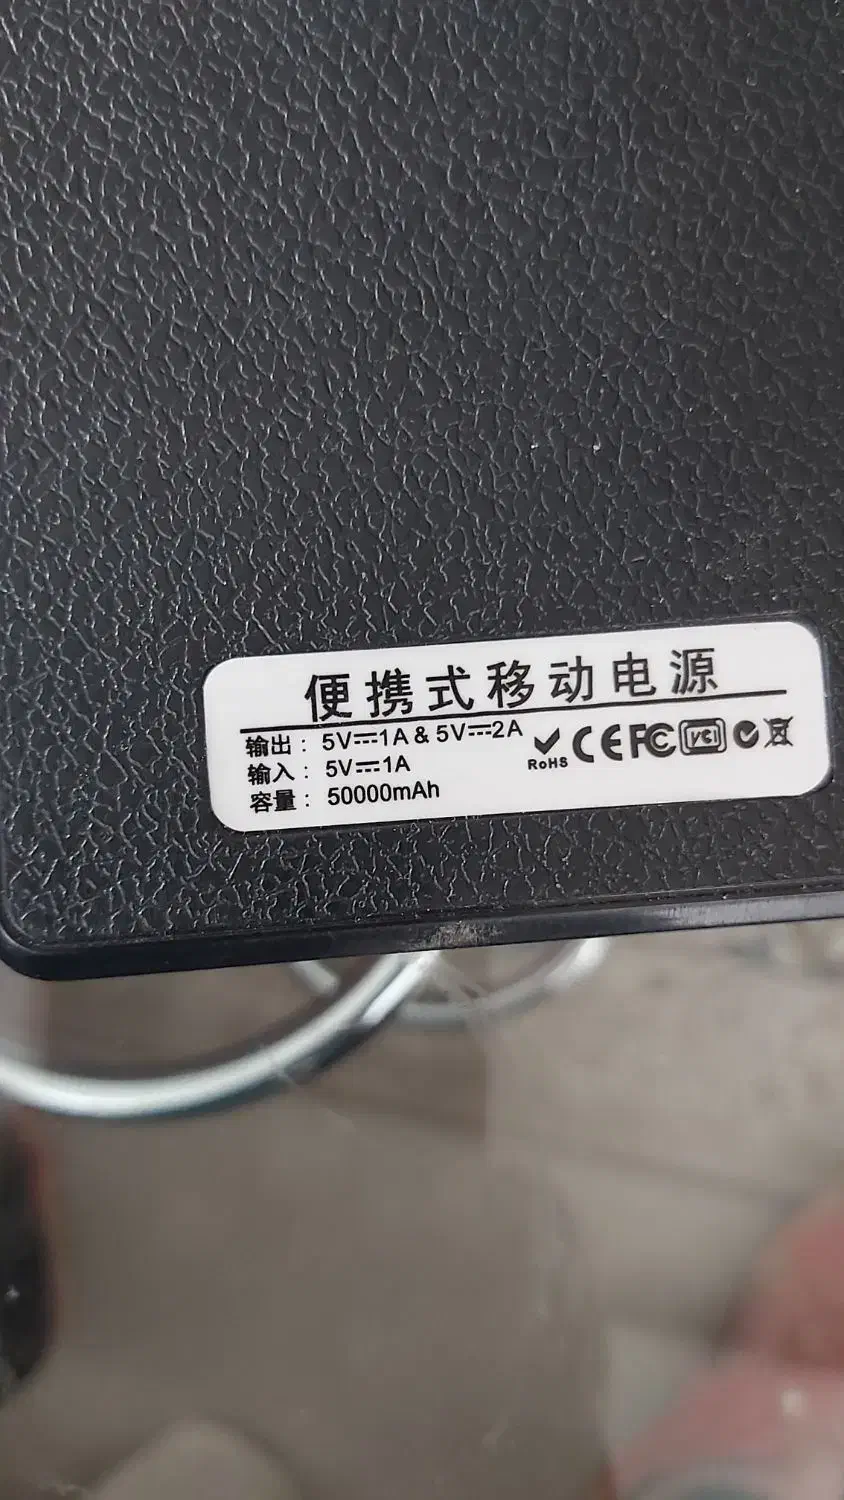 便携式移动电源
输出： 5V⎓1A & 5V⎓2A
输入： 5V⎓1A
容量： 50000mAh
RoHS CE FC